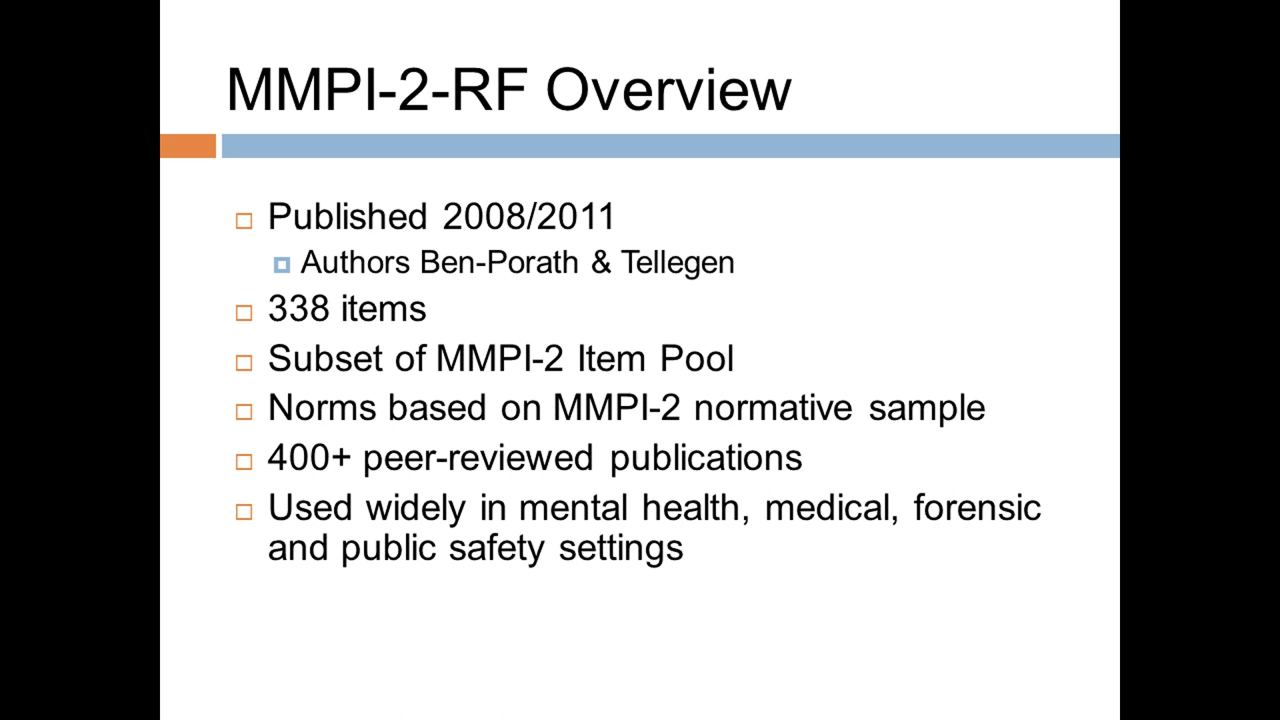 MMPI-2-RF Overview
Published 2008/2011
Authors Ben-Porath & Tellegen
338 items
Subset of MMPI-2 Item Pool
Norms based on MMPI-2 normative sample
400+ peer-reviewed publications
Used widely in mental health, medical, forensic
and public safety settings